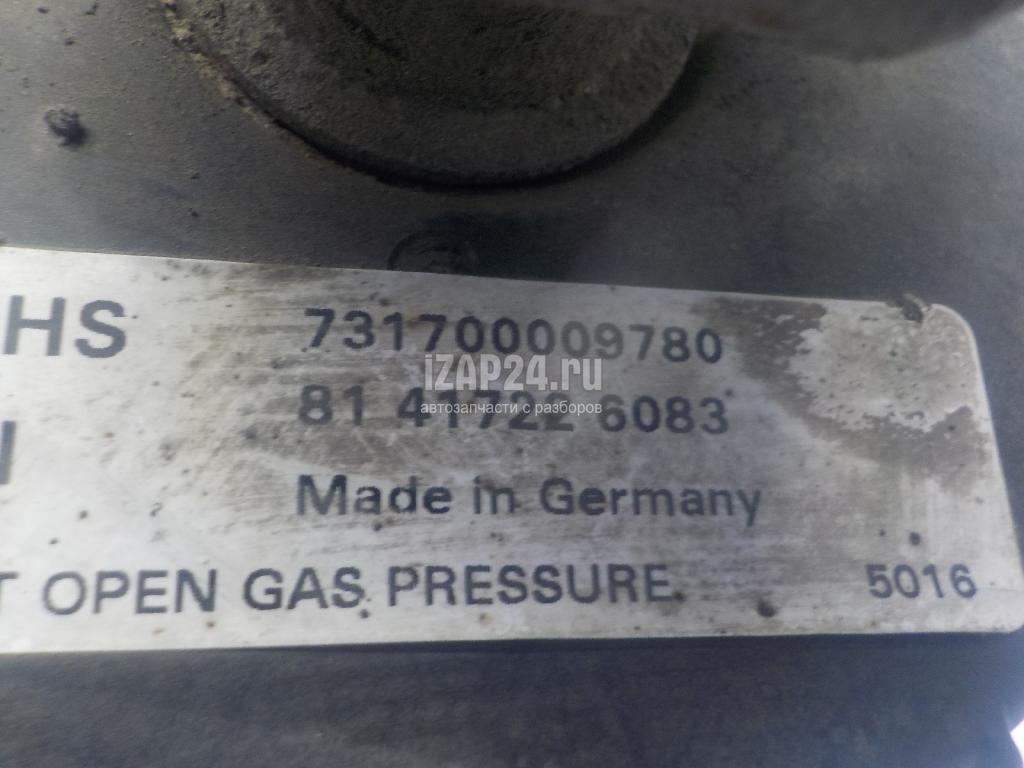 HS 731700009780
iZAP24.ru
81 41722 6083
автозапчасти с разборов
Made in Germany
OPEN GAS PRESSURE 5016